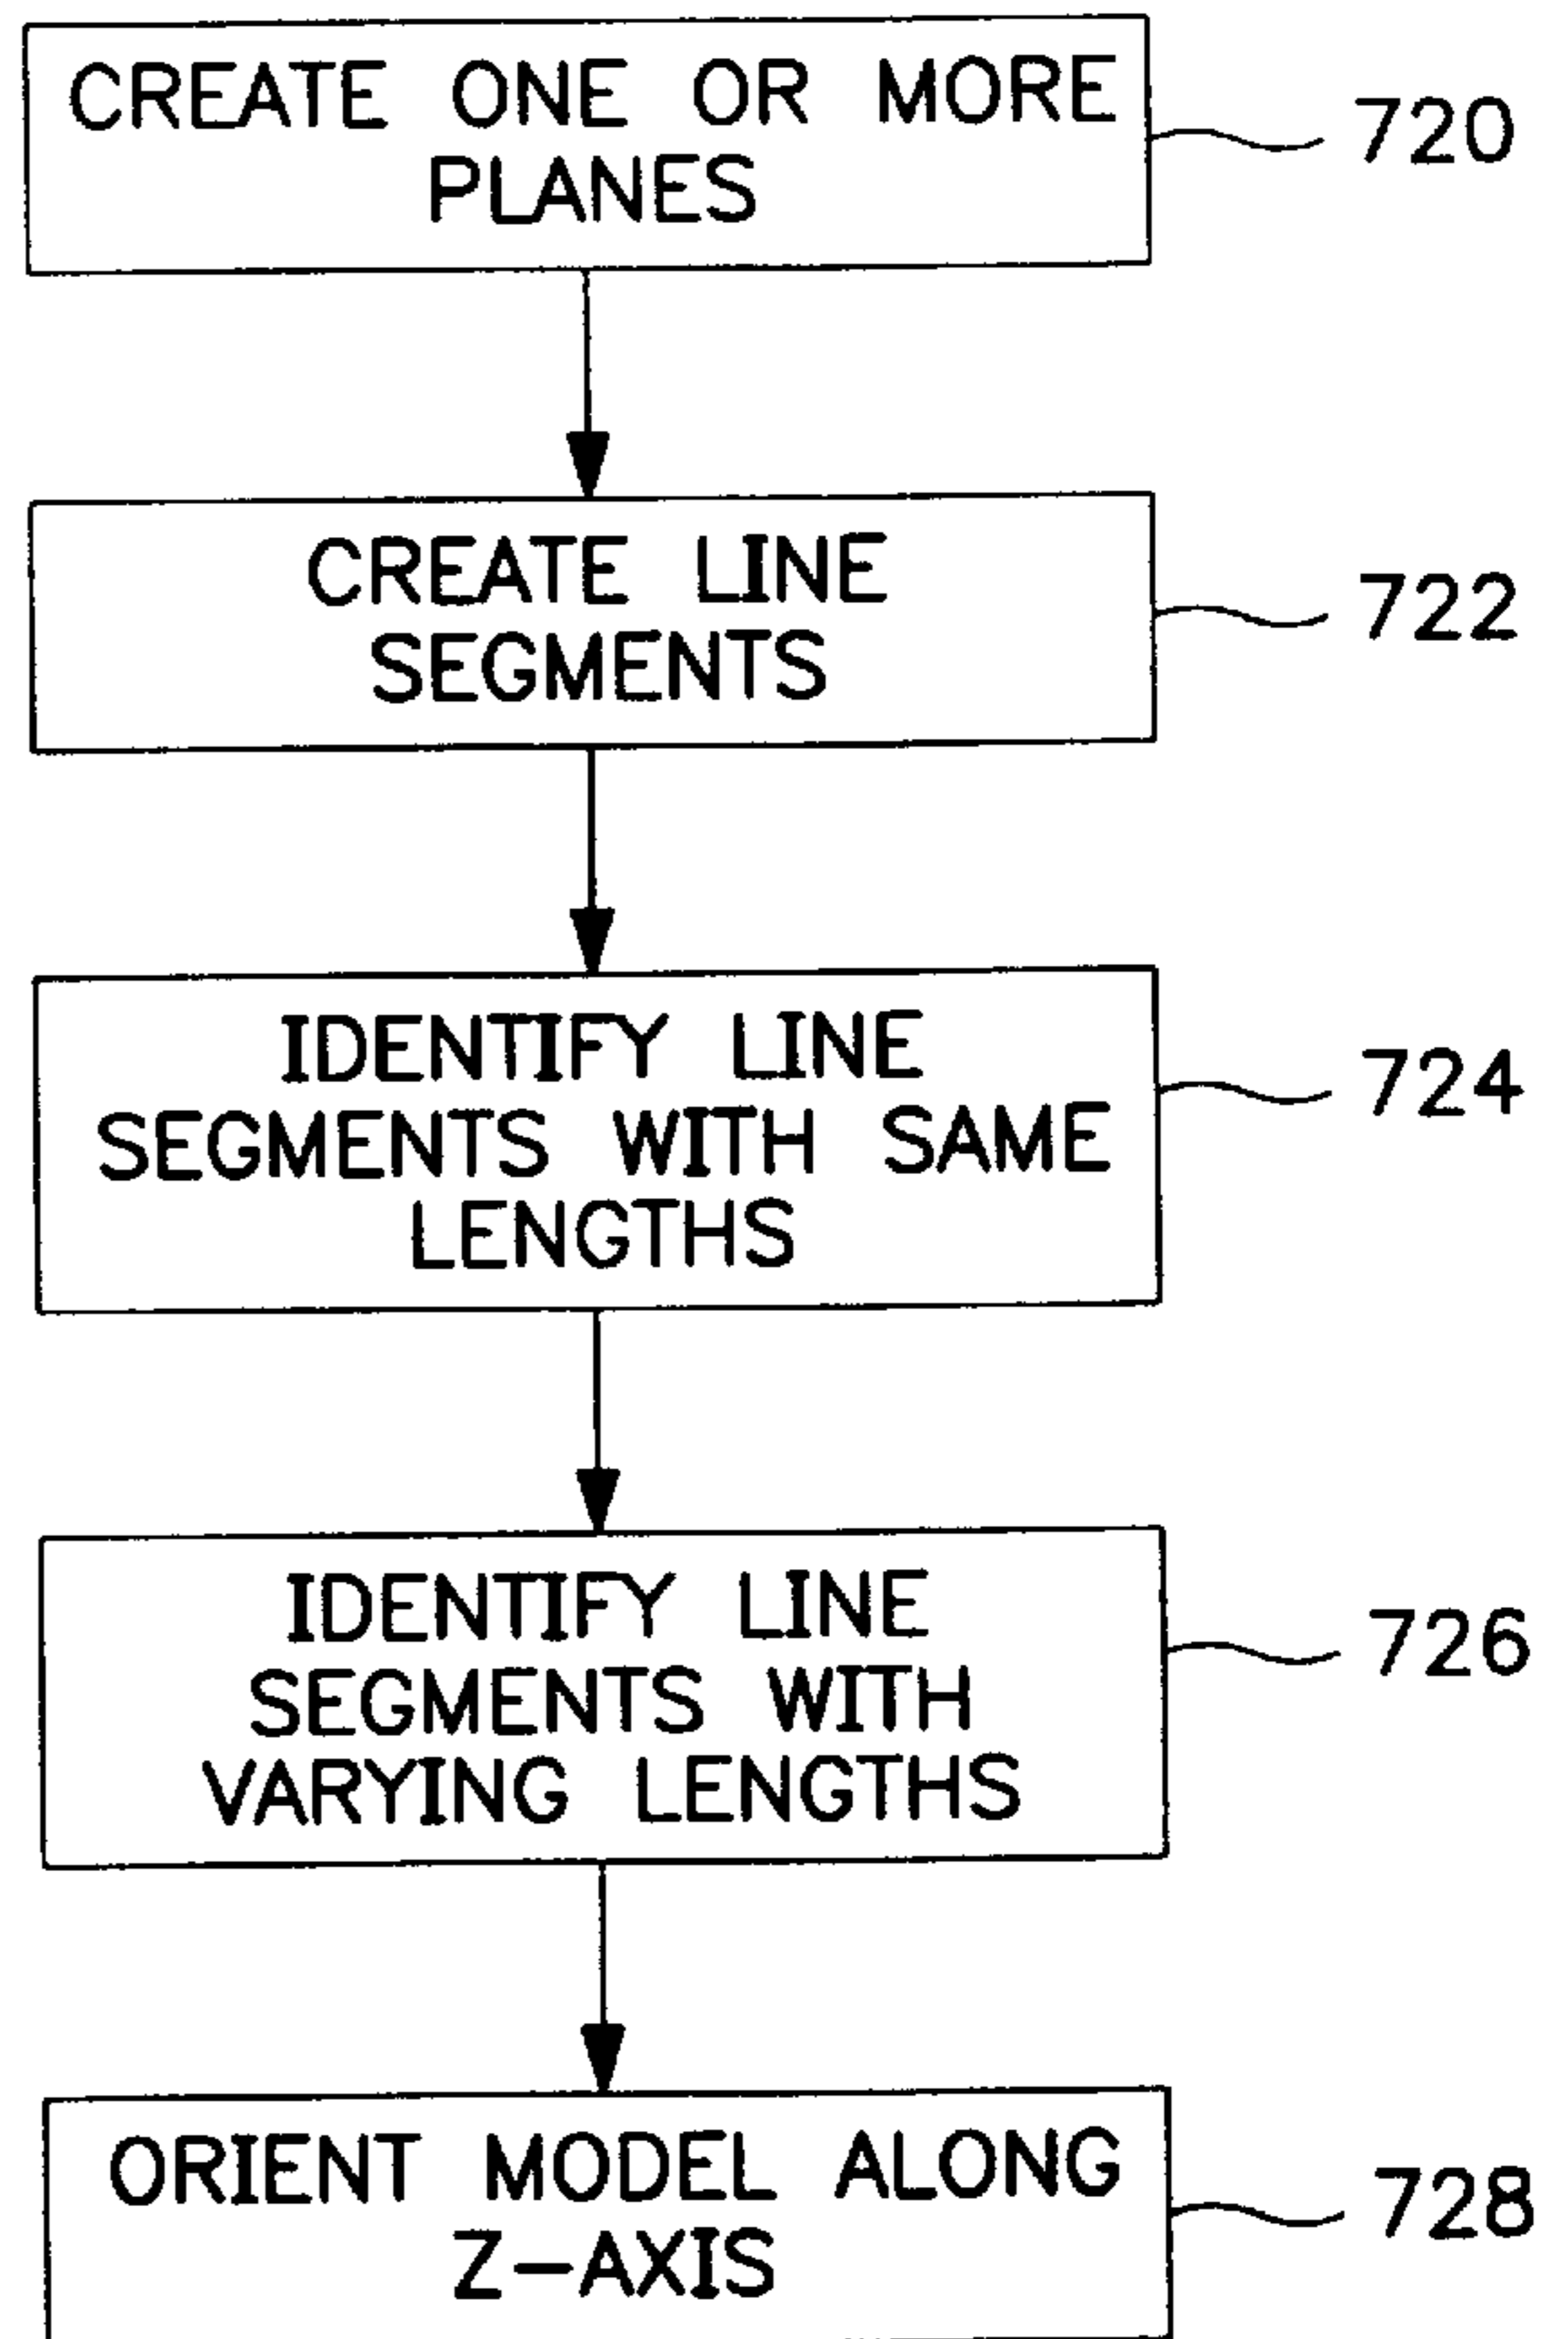 CREATE ONE OR MORE
PLANES
720
CREATE LINE
SEGMENTS
722
IDENTIFY LINE
SEGMENTS WITH SAME
LENGTHS
724
IDENTIFY LINE
SEGMENTS WITH
VARYING LENGTHS
726
ORIENT MODEL ALONG
Z-AXIS
728